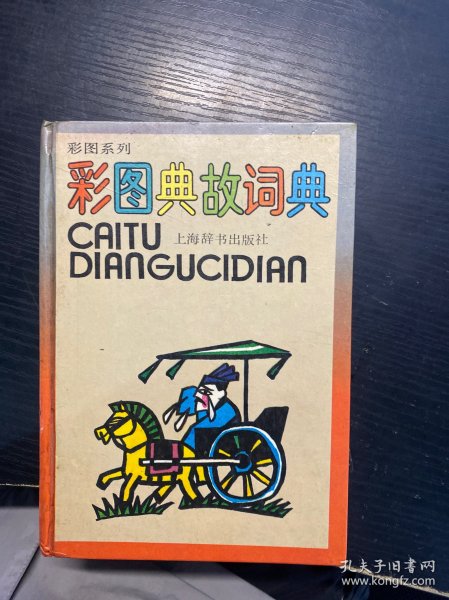 彩图系列
彩图典故词典
CAITU 上海辞书出版社
DIANGUCIDIAN
孔夫子旧书网
www.kongfz.com